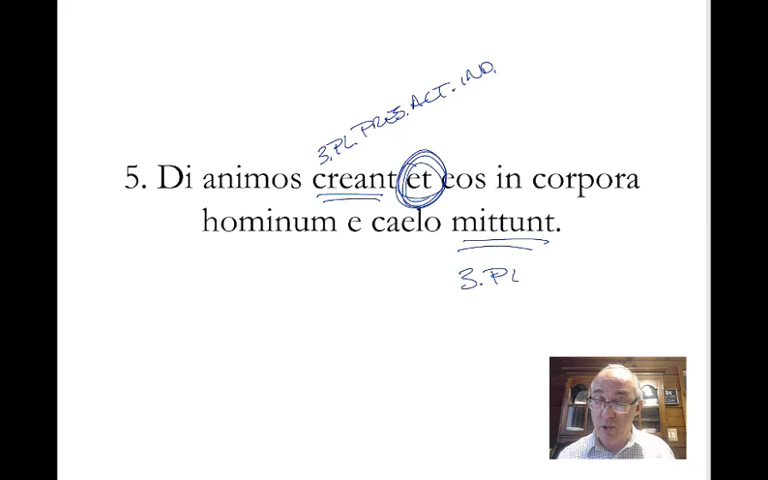 3.PL.PRES.ACT.IND.
5. Di animos creant et eos in corpora
hominum e caelo mittunt.
3.PL